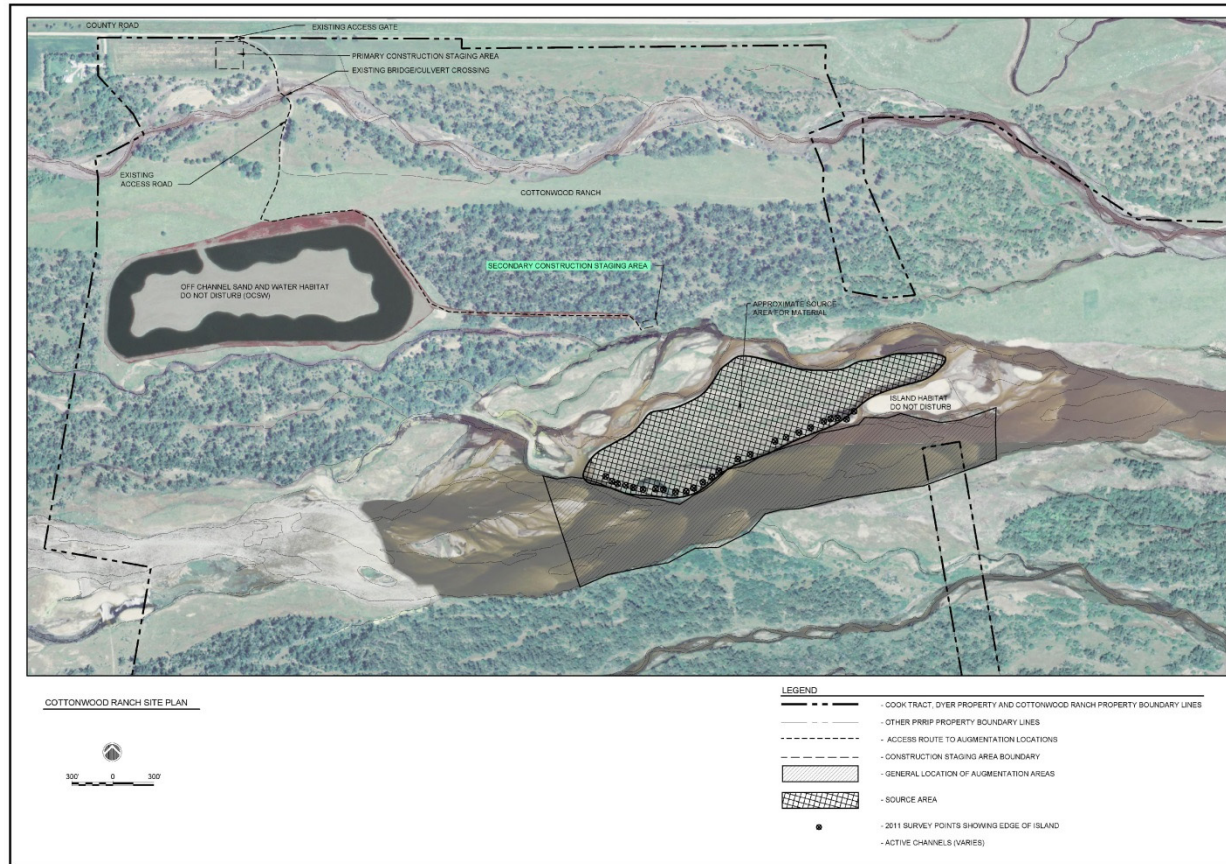 COUNTY ROAD
EXISTING ACCESS GATE
PRIMARY CONSTRUCTION STAGING AREA
EXISTING BRIDGE/CULVERT CROSSING
EXISTING
ACCESS ROAD
COTTONWOOD RANCH
SECONDARY CONSTRUCTION STAGING AREA
OFF CHANNEL SAND AND WATER HABITAT
DO NOT DISTURB (OCSW)
APPROXIMATE SOURCE
AREA FOR MATERIAL
ISLAND HABITAT
DO NOT DISTURB
COTTONWOOD RANCH SITE PLAN
300' 0 300'
LEGEND
- COOK TRACT, DYER PROPERTY AND COTTONWOOD RANCH PROPERTY BOUNDARY LINES
- OTHER PRRIP PROPERTY BOUNDARY LINES
- ACCESS ROUTE TO AUGMENTATION LOCATIONS
- CONSTRUCTION STAGING AREA BOUNDARY
- GENERAL LOCATION OF AUGMENTATION AREAS
- SOURCE AREA
- 2011 SURVEY POINTS SHOWING EDGE OF ISLAND
- ACTIVE CHANNELS (VARIES)